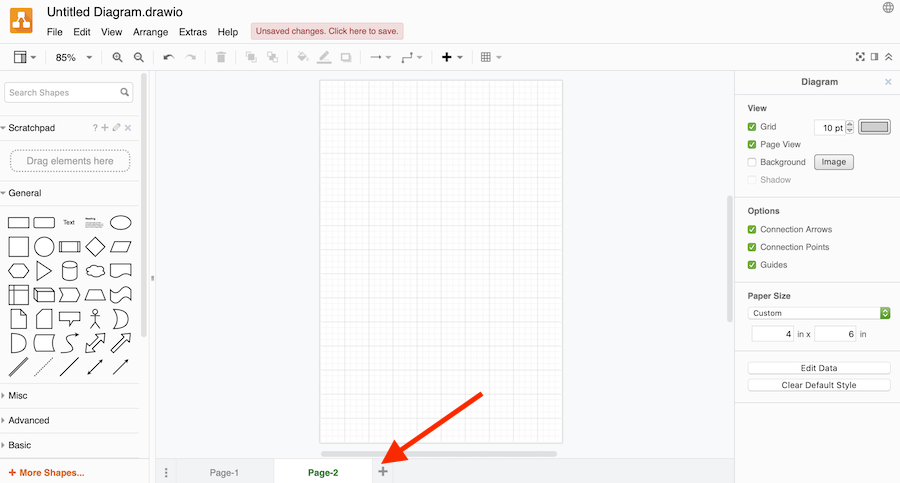 Untitled Diagram.drawio
File Edit View Arrange Extras Help Unsaved changes. Click here to save.
85%
Search Shapes
Scratchpad ?
Drag elements here
General
Text
Heading
Misc
Advanced
Basic
+ More Shapes...
Page-1 Page-2
Diagram
View
Grid 10 pt
Page View
Background Image
Shadow
Options
Connection Arrows
Connection Points
Guides
Paper Size
Custom
4 in x 6 in
Edit Data
Clear Default Style